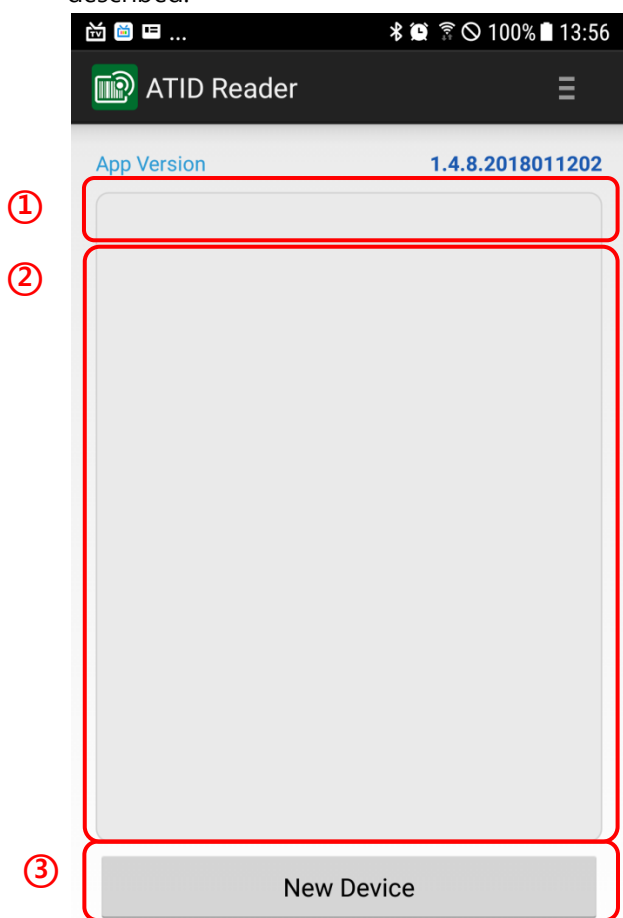 described.
... 100% 13:56
ATID Reader
App Version 1.4.8.2018011202
①
②
③
New Device